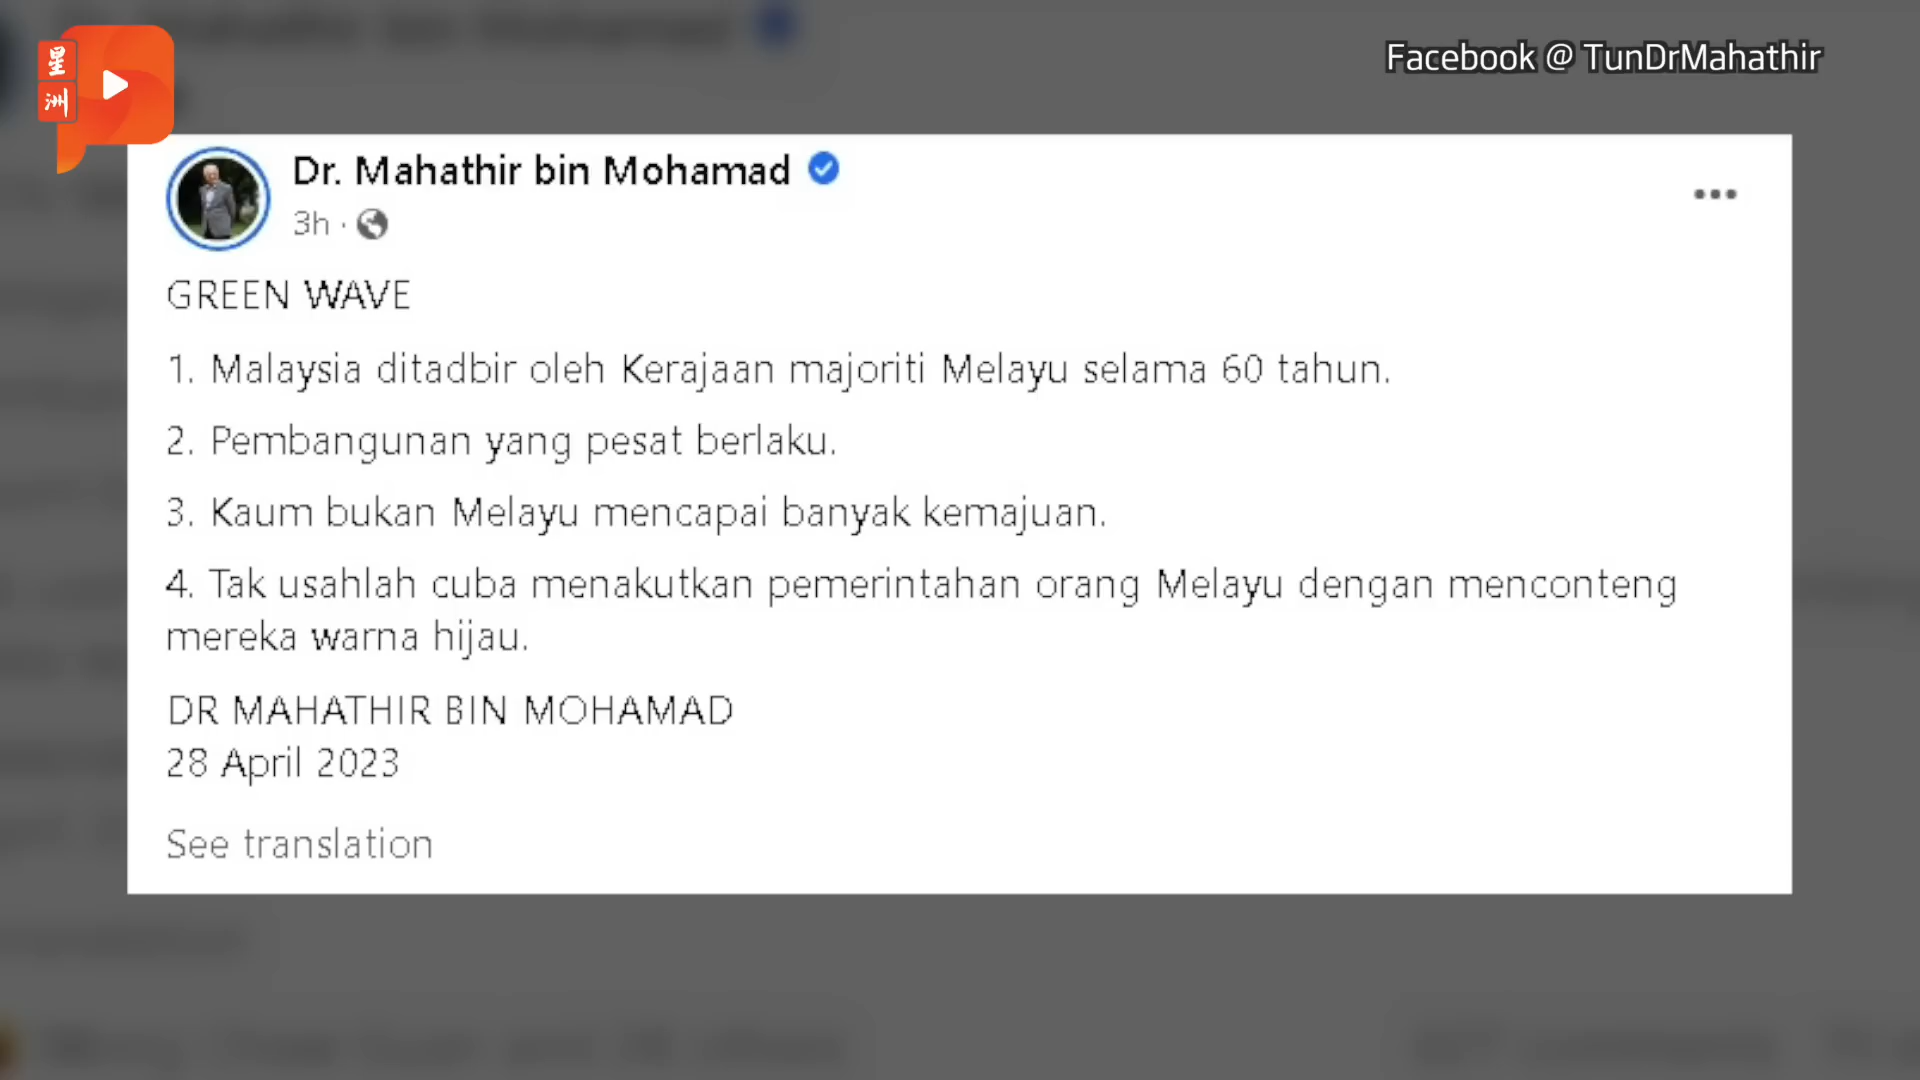 星洲
Facebook @ TunDrMahathir
Dr. Mahathir bin Mohamad
3h ·
GREEN WAVE
1. Malaysia ditadbir oleh Kerajaan majoriti Melayu selama 60 tahun.
2. Pembangunan yang pesat berlaku.
3. Kaum bukan Melayu mencapai banyak kemajuan.
4. Tak usahlah cuba menakutkan pemerintahan orang Melayu dengan menconteng
mereka warna hijau.
DR MAHATHIR BIN MOHAMAD
28 April 2023
See translation